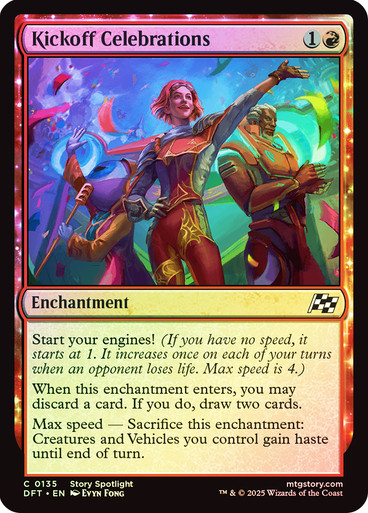 Kickoff Celebrations 1
Enchantment
Start your engines! (If you have no speed, it
starts at 1. It increases once on each of your turns
when an opponent loses life. Max speed is 4.)
When this enchantment enters, you may
discard a card. If you do, draw two cards.
Max speed — Sacrifice this enchantment:
Creatures and Vehicles you control gain haste
until end of turn.
C 0135 Story Spotlight mtgstory.com
DFT • EN Evyn Fong ™ & © 2025 Wizards of the Coast